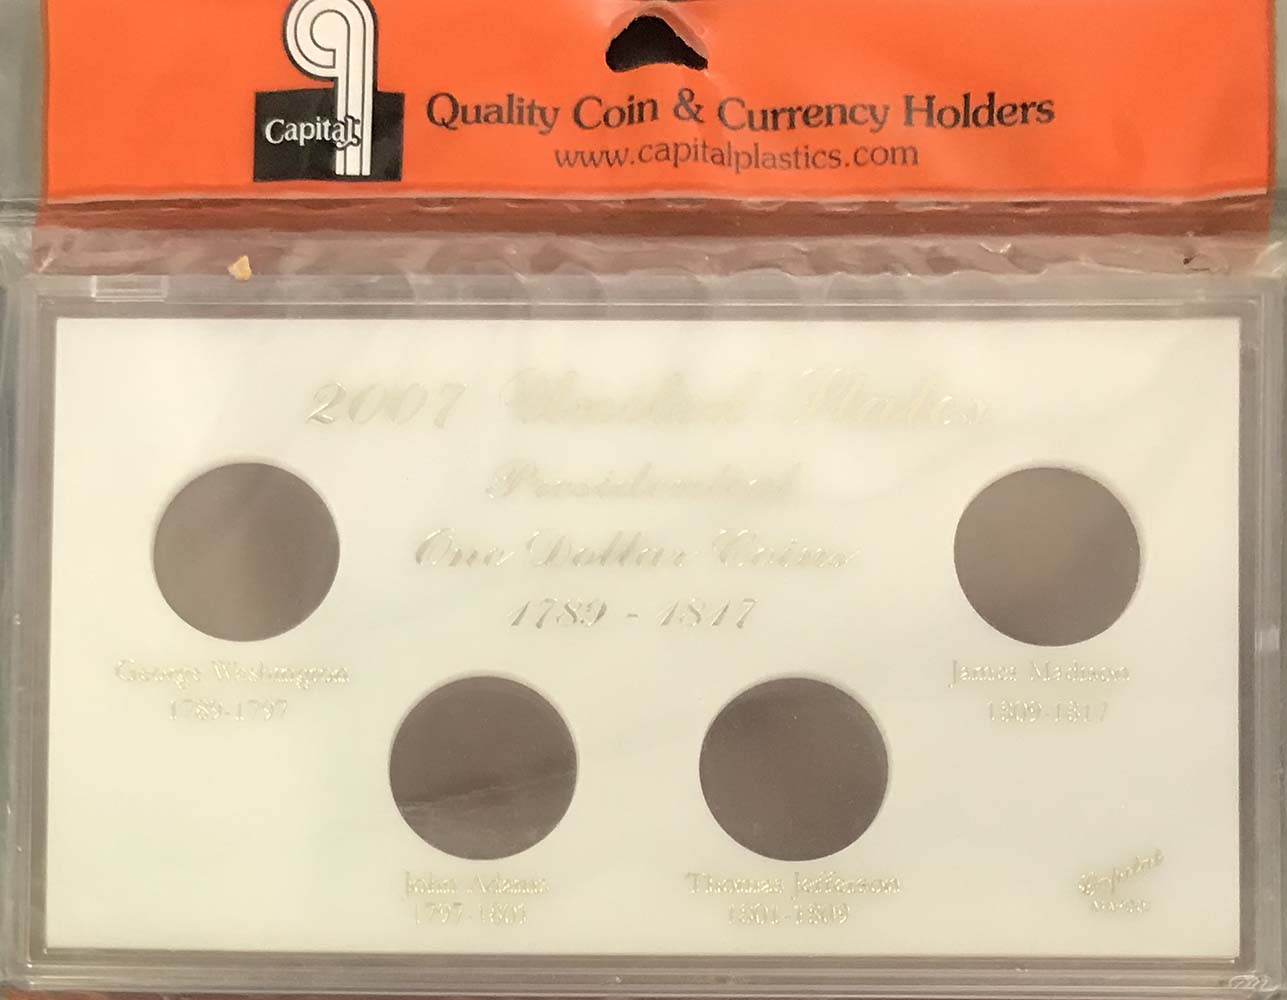 Capital
Quality Coin & Currency Holders
www.capitalplastics.com
2007 United States
Presidential
One Dollar Coins
1789 - 1817
George Washington
1789-1797
James Madison
1809-1817
John Adams
1797-1801
Thomas Jefferson
1801-1809
Capital